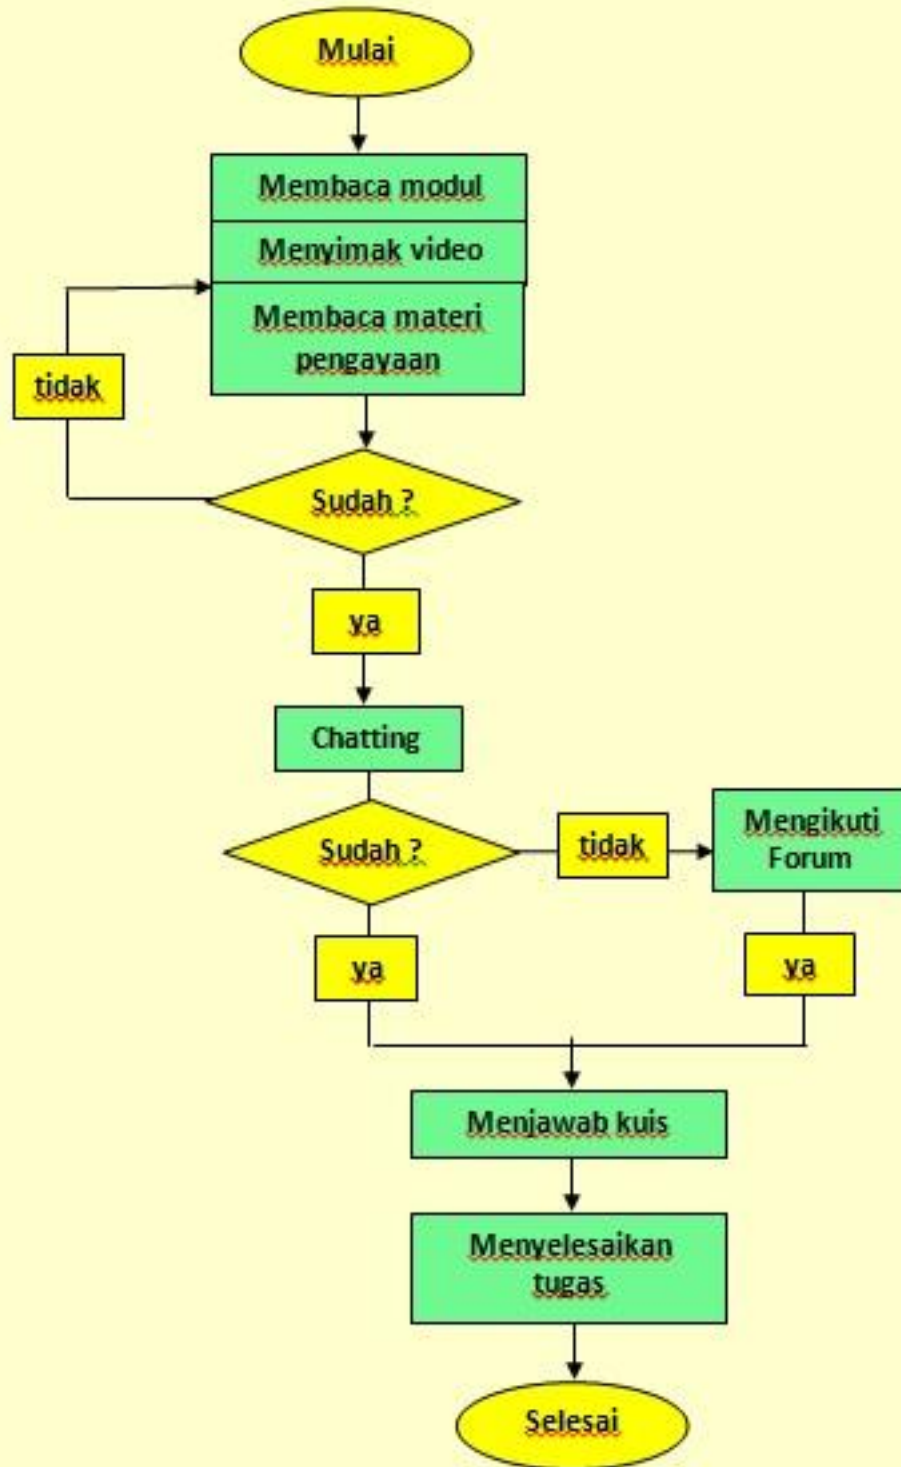 Mulai
Membaca modul
Menyimak video
Membaca materi
pengayaan
tidak
Sudah ?
ya
Chatting
Sudah ?
tidak
Mengikuti
Forum
ya
ya
Menjawab kuis
Menyelesaikan
tugas
Selesai